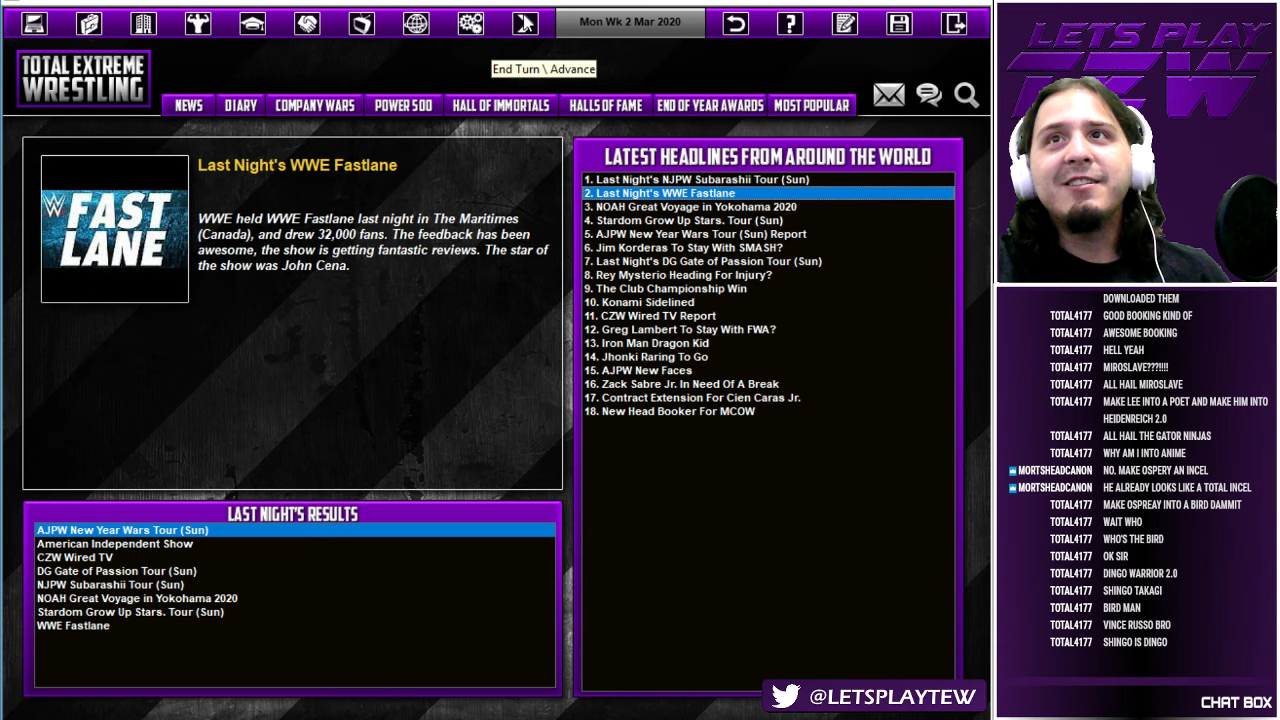 Mon Wk 2 Mar 2020
LETS PLAY
TEW
TOTAL EXTREME
WRESTLING
End Turn \ Advance
NEWS
DIARY
COMPANY WARS
POWER 500
HALL OF IMMORTALS
HALLS OF FAME
END OF YEAR AWARDS
MOST POPULAR
Last Night's WWE Fastlane
W FAST
LANE
WWE held WWE Fastlane last night in The Maritimes
(Canada), and drew 32,000 fans. The feedback has been
awesome, the show is getting fantastic reviews. The star of
the show was John Cena.
LATEST HEADLINES FROM AROUND THE WORLD
1. Last Night's NJPW Subarashii Tour (Sun)
2. Last Night's WWE Fastlane
3. NOAH Great Voyage in Yokohama 2020
4. Stardom Grow Up Stars. Tour (Sun)
5. AJPW New Year Wars Tour (Sun) Report
6. Jim Korderas To Stay With SMASH?
7. Last Night's DG Gate of Passion Tour (Sun)
8. Rey Mysterio Heading For Injury?
9. The Club Championship Win
10. Konami Sidelined
11. CZW Wired TV Report
12. Greg Lambert To Stay With FWA?
13. Iron Man Dragon Kid
14. Jhonki Raring To Go
15. AJPW New Faces
16. Zack Sabre Jr. In Need Of A Break
17. Contract Extension For Cien Caras Jr.
18. New Head Booker For MCOW
LAST NIGHT'S RESULTS
AJPW New Year Wars Tour (Sun)
American Independent Show
CZW Wired TV
DG Gate of Passion Tour (Sun)
NJPW Subarashii Tour (Sun)
NOAH Great Voyage in Yokohama 2020
Stardom Grow Up Stars. Tour (Sun)
WWE Fastlane
@LETSPLAYTEW
DOWNLOADED THEM
TOTAL4177 GOOD BOOKING KIND OF
TOTAL4177 AWESOME BOOKING
TOTAL4177 HELL YEAH
TOTAL4177 MIROSLAVE???!!!!
TOTAL4177 ALL HAIL MIROSLAVE
TOTAL4177 MAKE LEE INTO A POET AND MAKE HIM INTO
HEIDENREICH 2.0
TOTAL4177 ALL HAIL THE GATOR NINJAS
TOTAL4177 WHY AM I INTO ANIME
MORTSHEADCANON NO. MAKE OSPERY AN INCEL
MORTSHEADCANON HE ALREADY LOOKS LIKE A TOTAL INCEL
TOTAL4177 MAKE OSPREAY INTO A BIRD DAMMIT
TOTAL4177 WAIT WHO
TOTAL4177 WHO'S THE BIRD
TOTAL4177 OK SIR
TOTAL4177 DINGO WARRIOR 2.0
TOTAL4177 SHINGO TAKAGI
TOTAL4177 BIRD MAN
TOTAL4177 VINCE RUSSO BRO
TOTAL4177 SHINGO IS DINGO
CHAT BOX